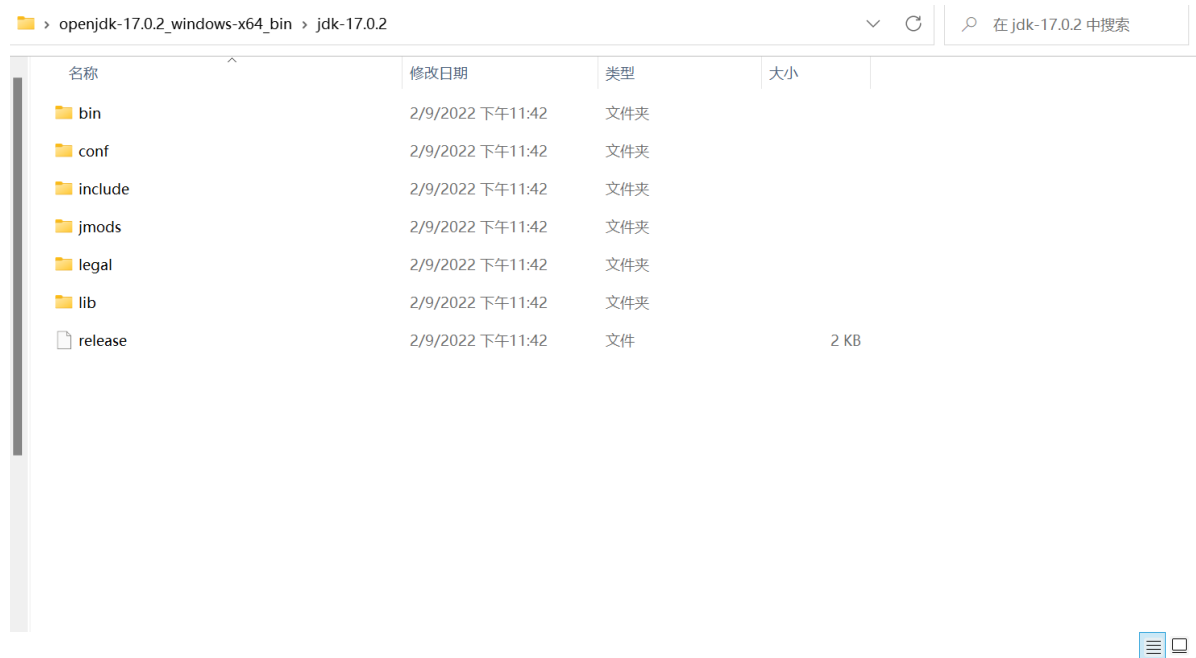 openjdk-17.0.2_windows-x64_bin › jdk-17.0.2 在 jdk-17.0.2 中搜索
名称 修改日期 类型 大小
bin 2/9/2022 下午11:42 文件夹
conf 2/9/2022 下午11:42 文件夹
include 2/9/2022 下午11:42 文件夹
jmods 2/9/2022 下午11:42 文件夹
legal 2/9/2022 下午11:42 文件夹
lib 2/9/2022 下午11:42 文件夹
release 2/9/2022 下午11:42 文件 2 KB